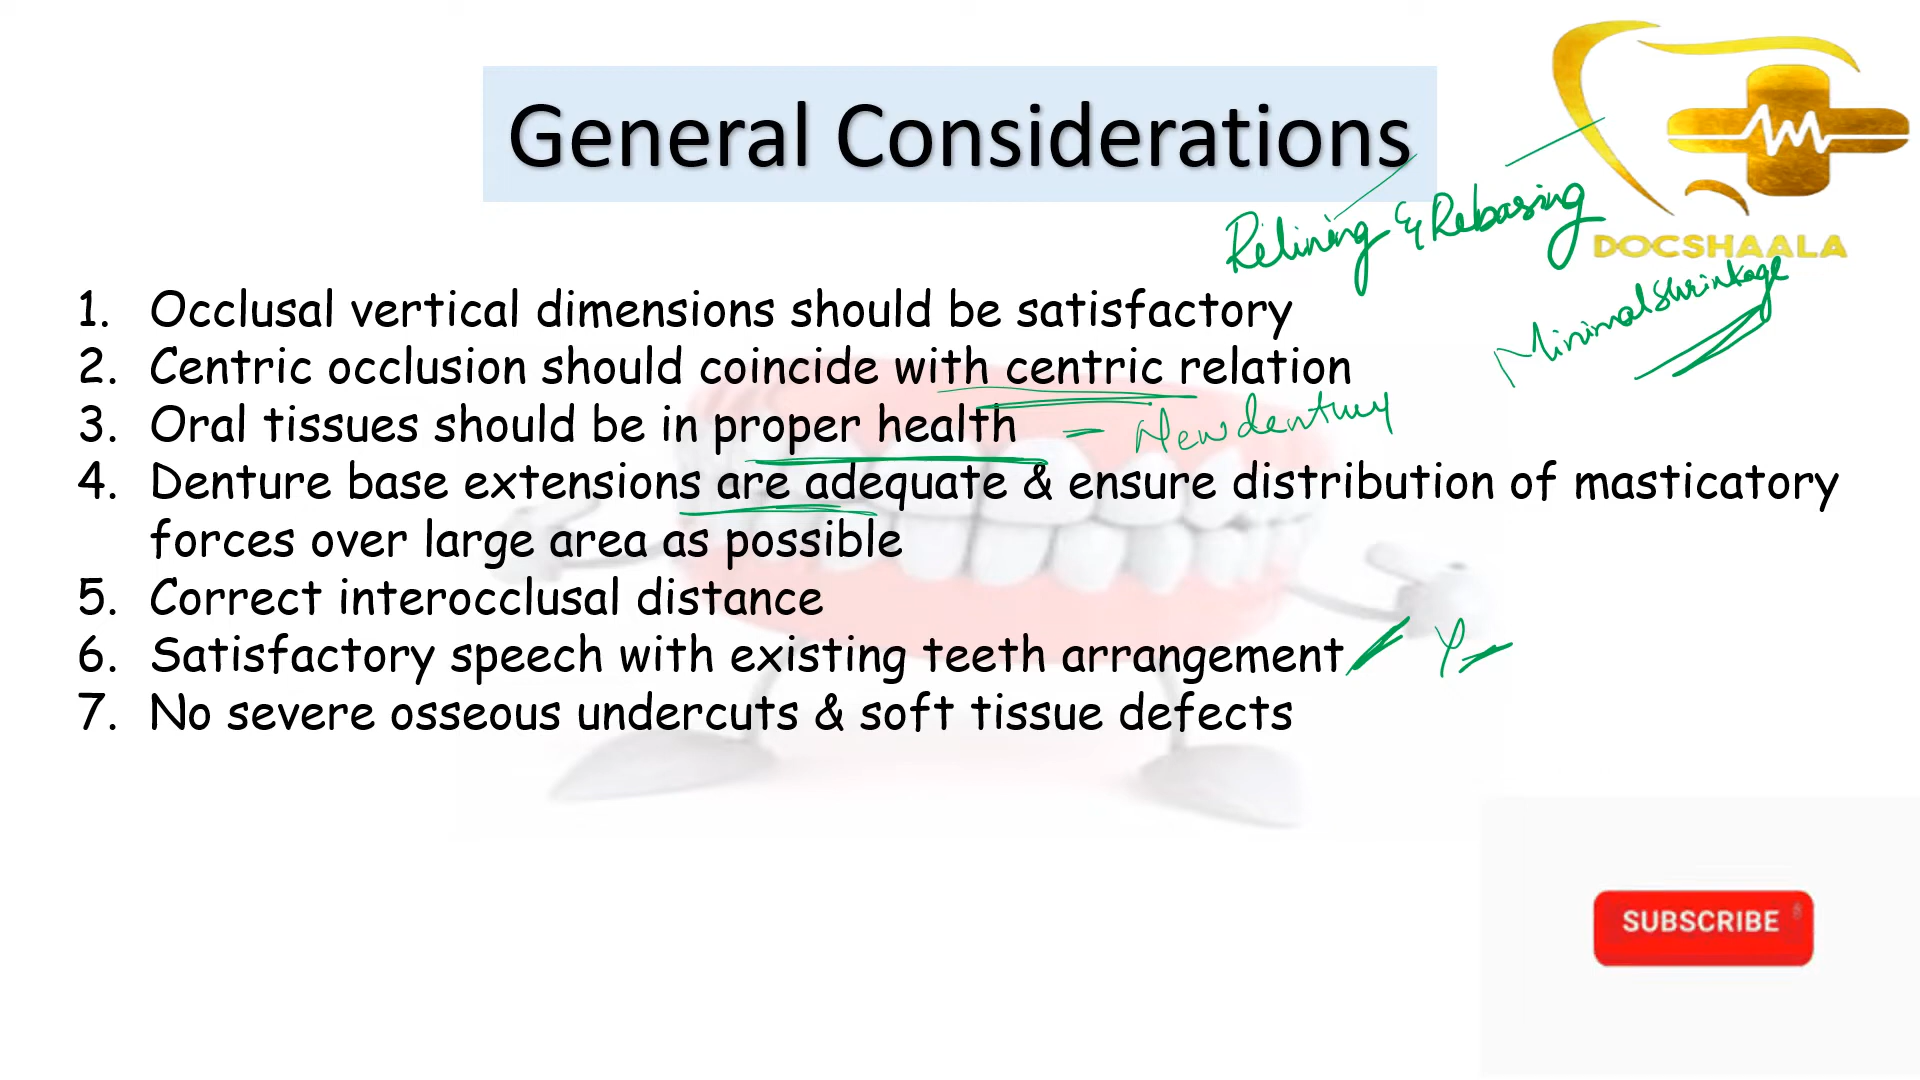 General Considerations
Relining & Rebasing
DOCSHAALA
Minimal Shrinkage
1. Occlusal vertical dimensions should be satisfactory
2. Centric occlusion should coincide with centric relation
3. Oral tissues should be in proper health - New denture
4. Denture base extensions are adequate & ensure distribution of masticatory
forces over large area as possible
5. Correct interocclusal distance
6. Satisfactory speech with existing teeth arrangement
7. No severe osseous undercuts & soft tissue defects
SUBSCRIBE